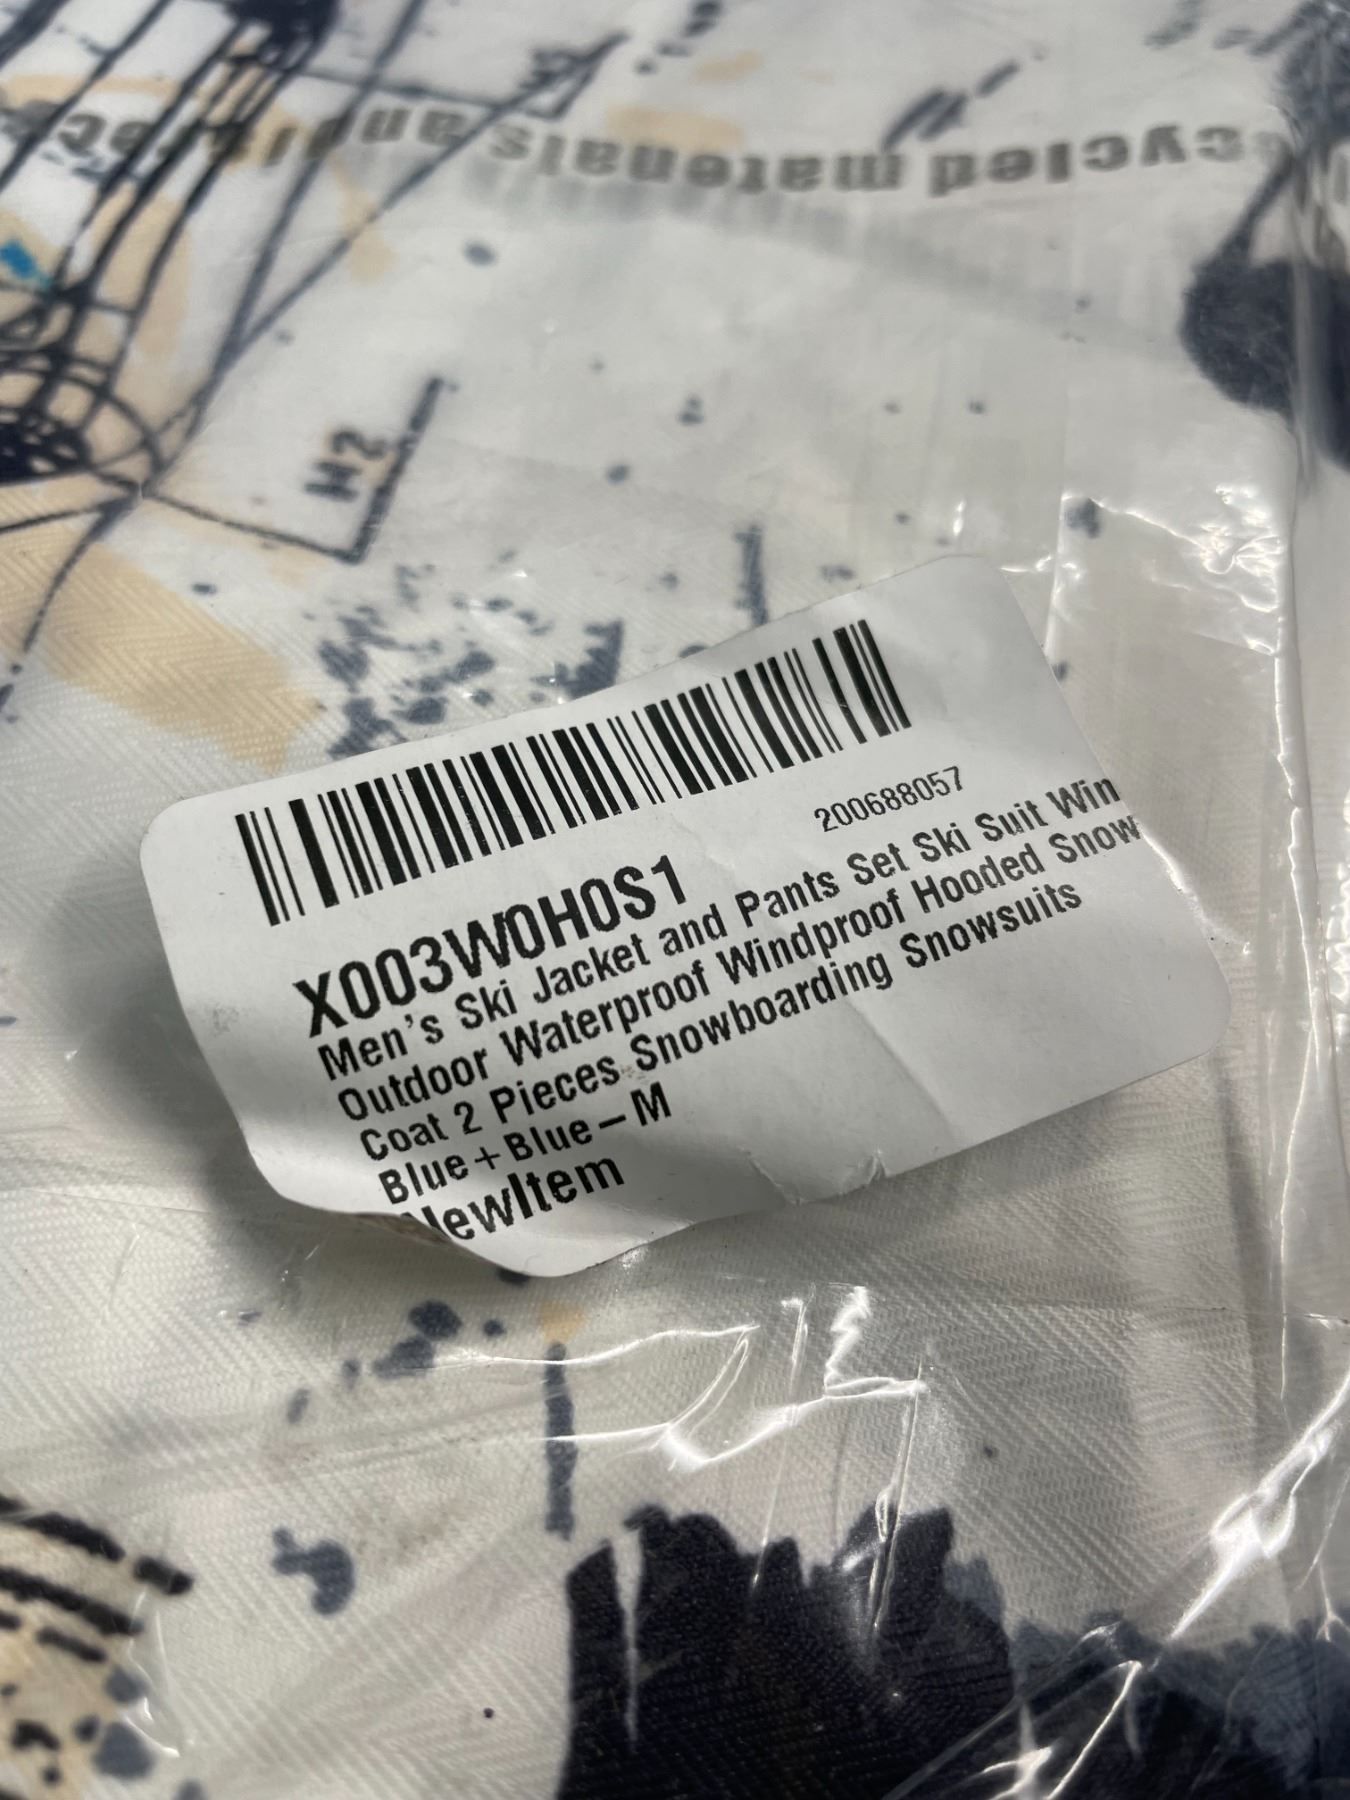 cycled materials and
H2
200688057
X003W0H0S1
Men's Ski Jacket and Pants Set Ski Suit Win
Outdoor Waterproof Windproof Hooded Snow
Coat 2 Pieces Snowboarding Snowsuits
Blue+Blue-M
NewItem